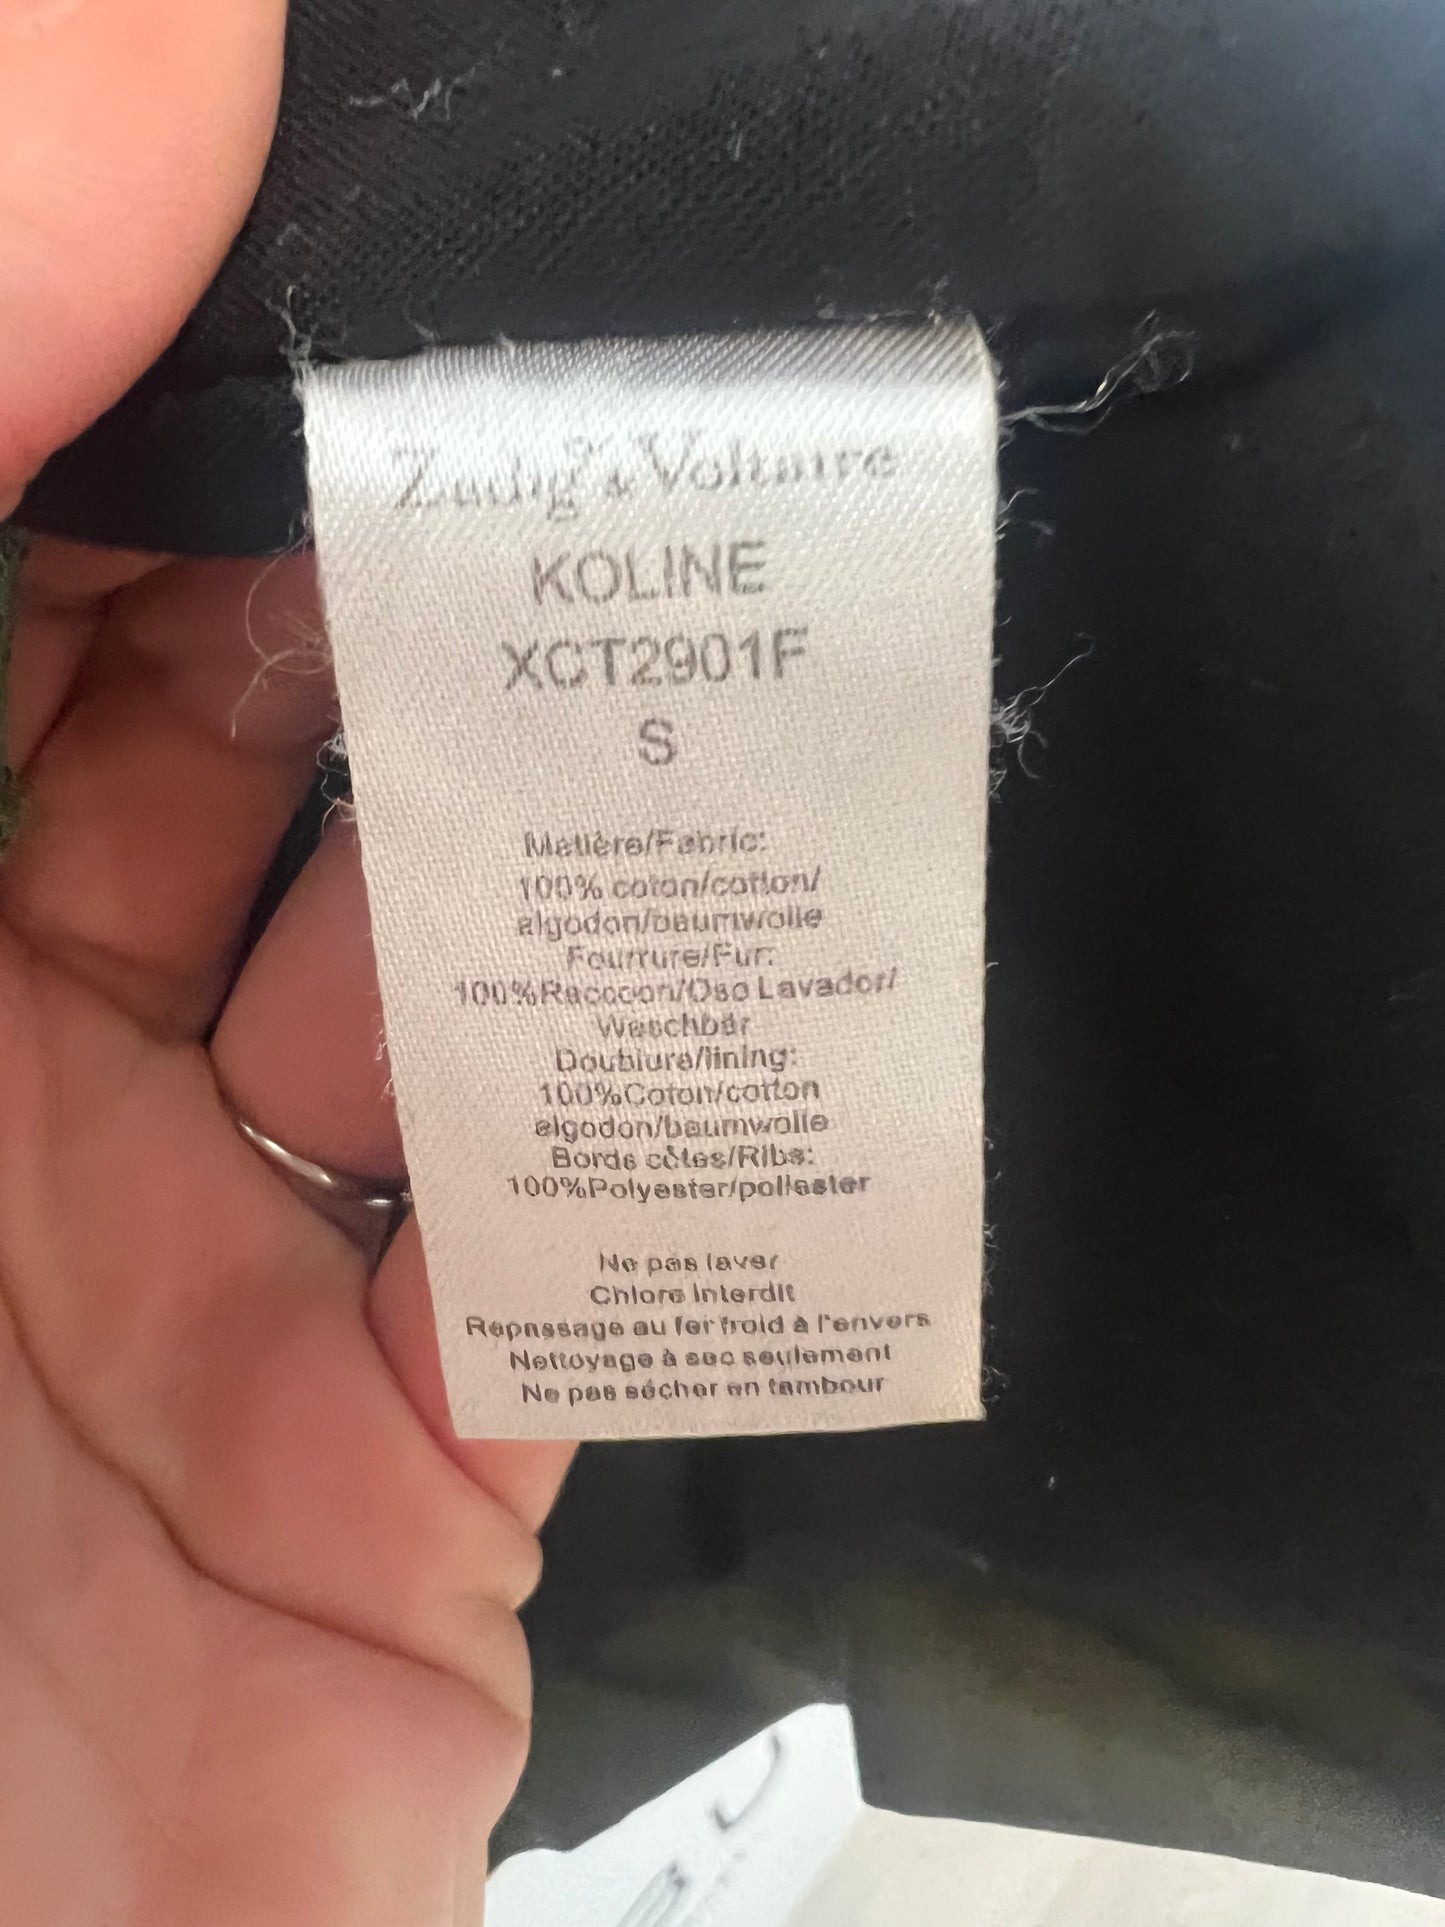 Zadig & Voltaire
KOLINE
XCT2901F
S
Matière/Fabric:
100% coton/cotton/
algodon/baumwolle
Fourrure/Fur:
100%Racocon/Oso Lavador/
Waschbär
Doublure/lining:
100%Coton/cotton
algodon/baumwolle
Bords côtes/Ribs:
100%Polyester/poliester
Ne pas laver
Chlore interdit
Repassage au fer froid à l'envers
Nettoyage à sec seulement
Ne pas sécher en tambour